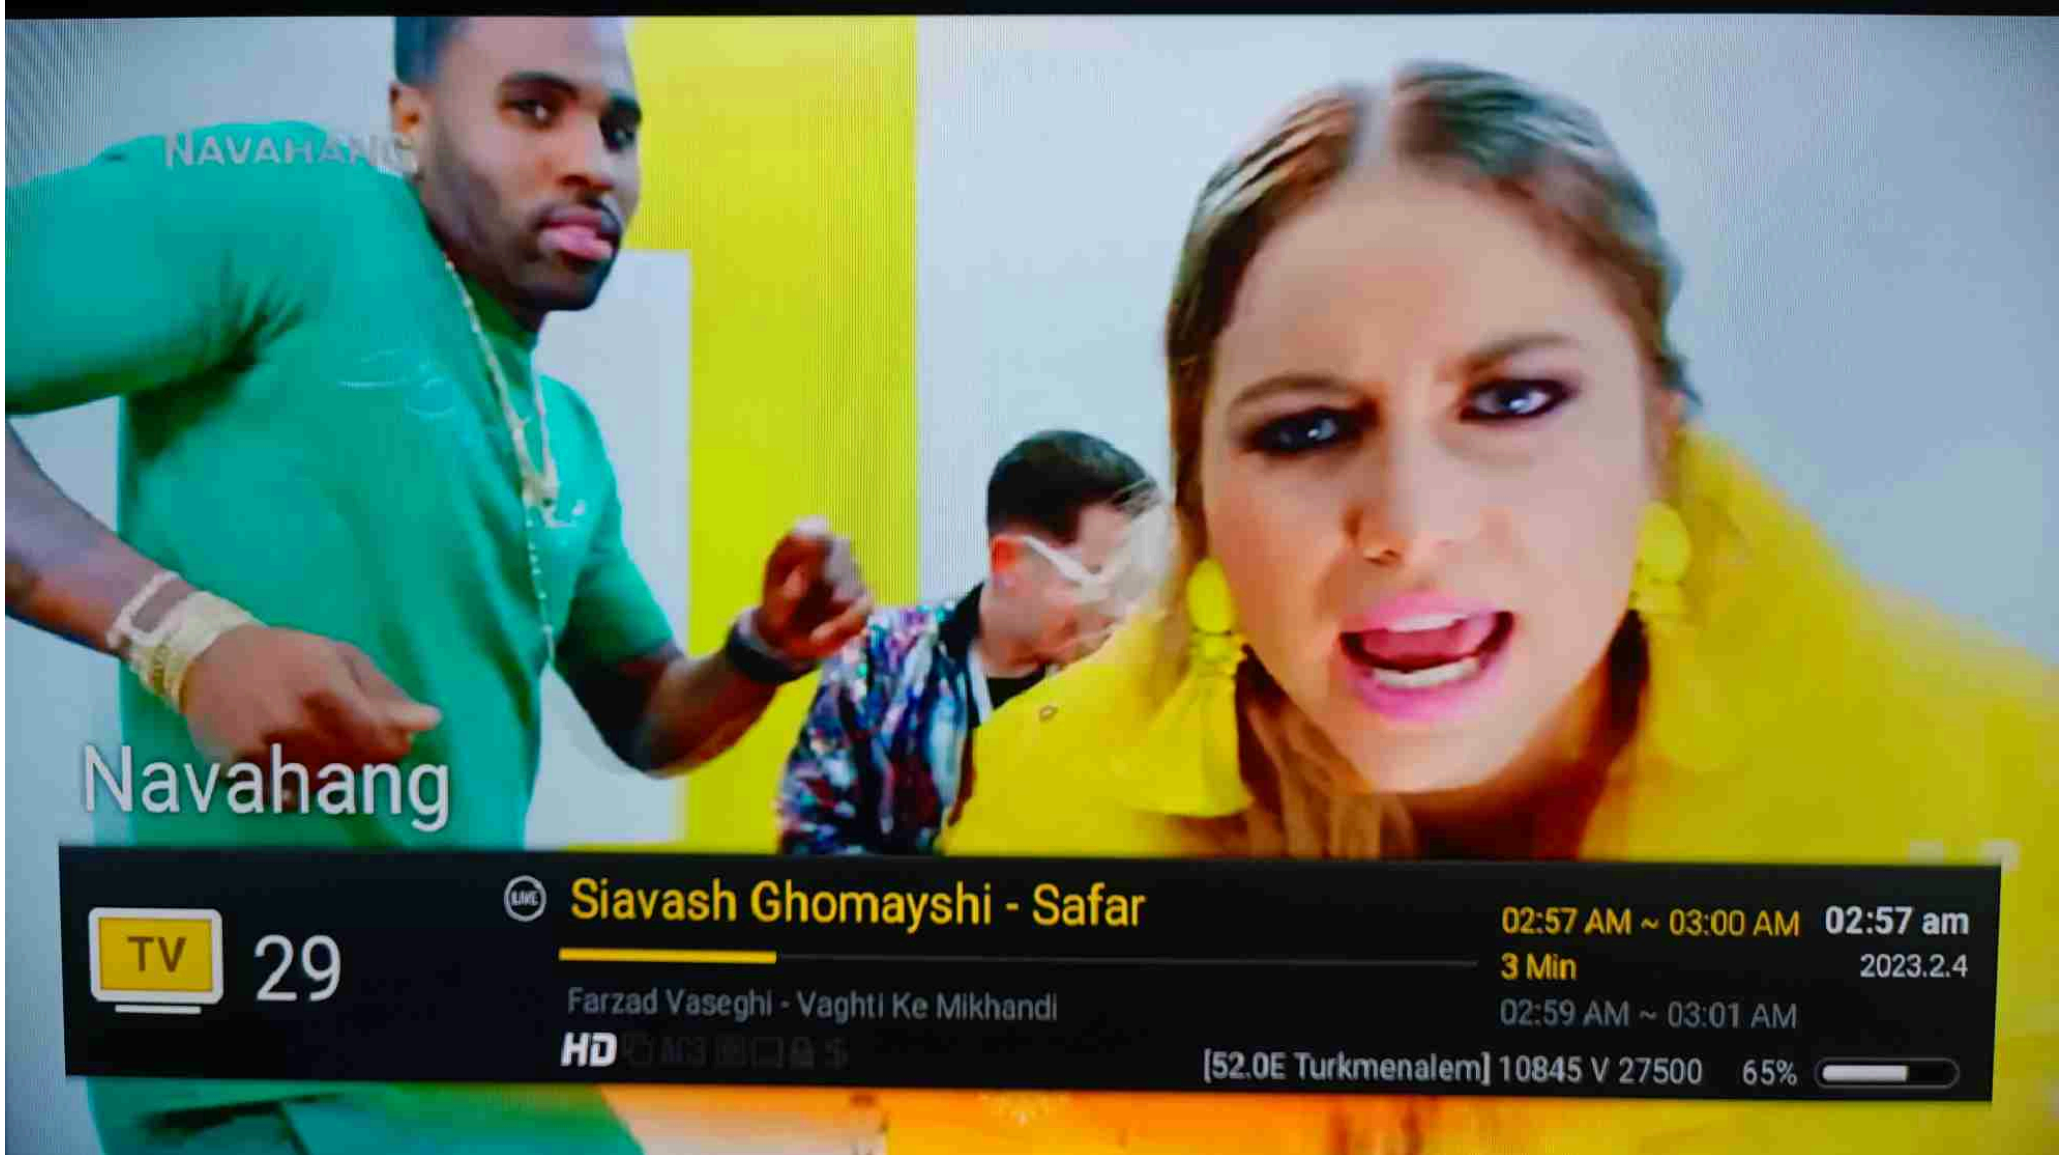 NAVAHANG
Navahang
TV 29
LIVE Siavash Ghomayshi - Safar
02:57 AM ~ 03:00 AM 02:57 am
3 Min 2023.2.4
Farzad Vaseghi - Vaghti Ke Mikhandi
02:59 AM ~ 03:01 AM
HD AC3
[52.0E Turkmenalem] 10845 V 27500 65%